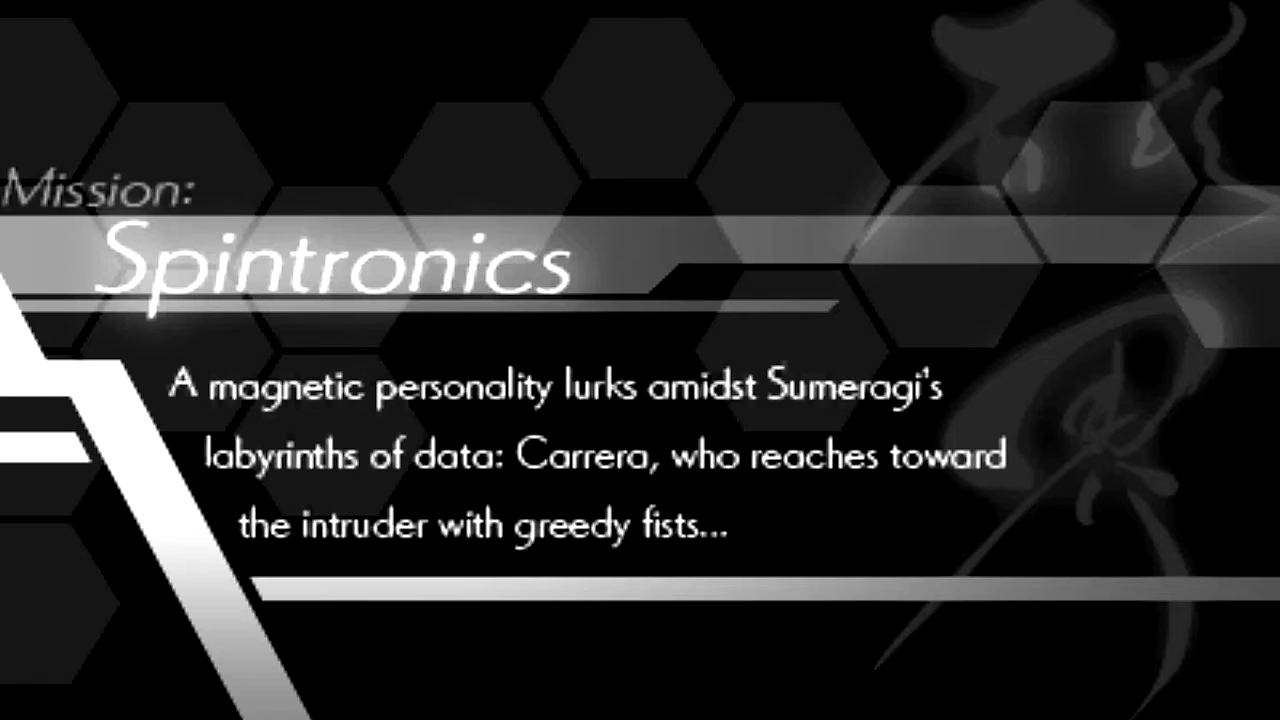 Mission:
Spintronics
A magnetic personality lurks amidst Sumeragi's
labyrinths of data: Carrera, who reaches toward
the intruder with greedy fists...